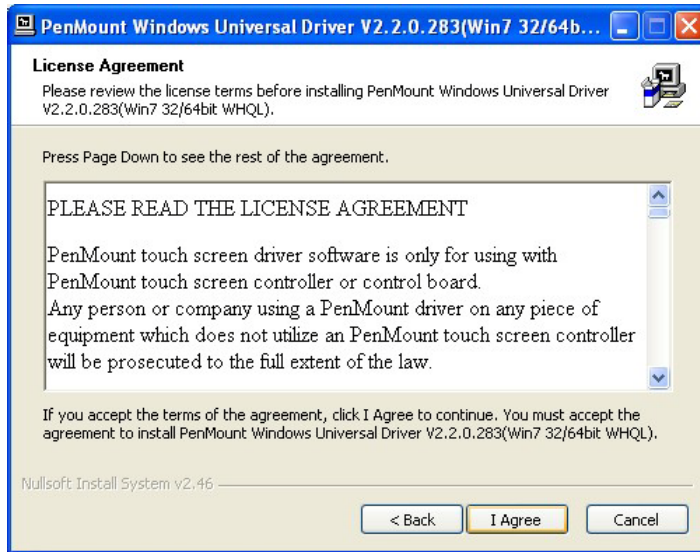 PenMount Windows Universal Driver V2.2.0.283(Win7 32/64b...
License Agreement
Please review the license terms before installing PenMount Windows Universal Driver
V2.2.0.283(Win7 32/64bit WHQL).
Press Page Down to see the rest of the agreement.
PLEASE READ THE LICENSE AGREEMENT
PenMount touch screen driver software is only for using with
PenMount touch screen controller or control board.
Any person or company using a PenMount driver on any piece of
equipment which does not utilize an PenMount touch screen controller
will be prosecuted to the full extent of the law.
If you accept the terms of the agreement, click I Agree to continue. You must accept the
agreement to install PenMount Windows Universal Driver V2.2.0.283(Win7 32/64bit WHQL).
Nullsoft Install System v2.46
< Back
I Agree
Cancel